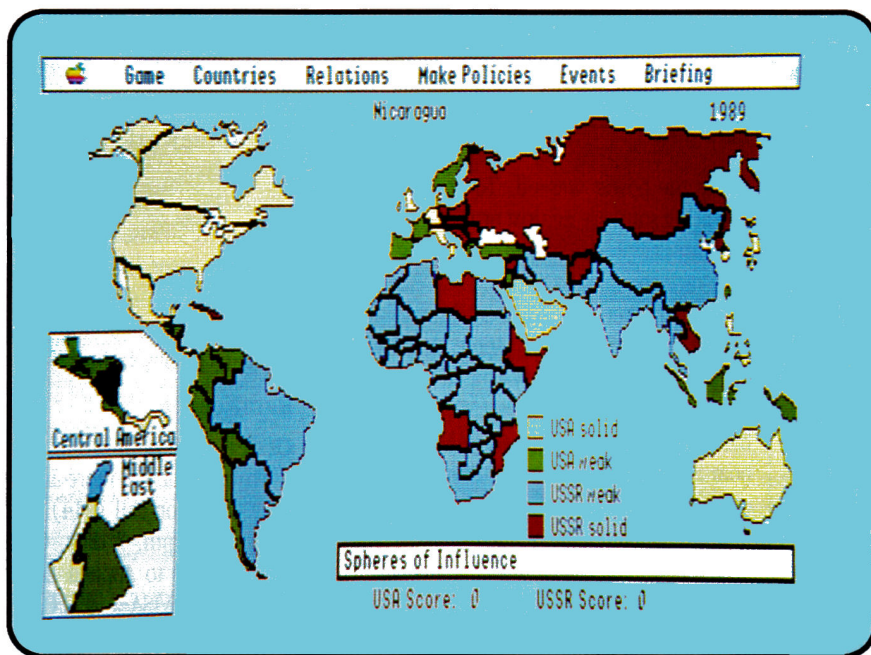 Game Countries Relations Make Policies Events Briefing
Nicaragua 1989
Central America
Middle
East
USA solid
USA weak
USSR weak
USSR solid
Spheres of Influence
USA Score: 0 USSR Score: 0